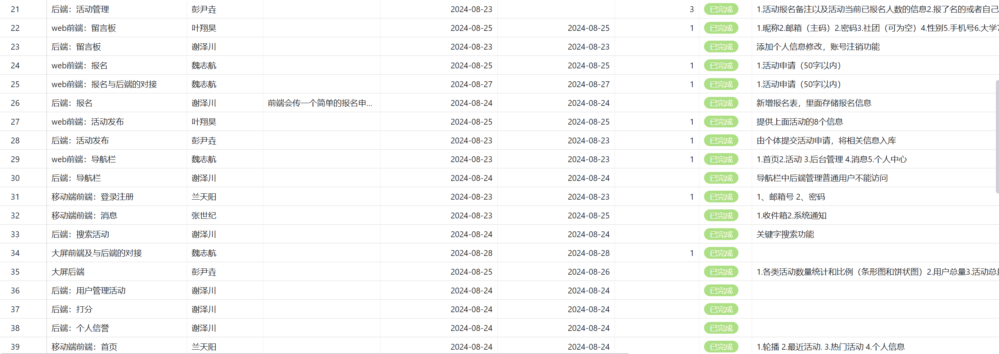 21 后端：活动管理 彭尹垚 2024-08-23 3 已完成 1.活动报名备注以及活动当前已报名人数的信息2.报了名的或者自己
22 web前端：留言板 叶翔昊 2024-08-25 2024-08-25 1 已完成 1.昵称2.邮箱（主码）2.密码3.社团（可为空）4.性别5.手机号6.大学7
23 后端：留言板 谢泽川 2024-08-23 2024-08-23 已完成 添加个人信息修改，账号注销功能
24 web前端：报名 魏志航 2024-08-25 2024-08-25 1 已完成 1.活动申请（50字以内）
25 web前端：报名与后端的对接 魏志航 2024-08-27 2024-08-27 1 已完成 1.活动申请（50字以内）
26 后端：报名 谢泽川 前端会传一个简单的报名申... 2024-08-24 2024-08-24 已完成 新增报名表，里面存储报名信息
27 web前端：活动发布 叶翔昊 2024-08-25 2024-08-25 1 已完成 提供上面活动的8个信息
28 后端：活动发布 彭尹垚 2024-08-23 2024-08-23 1 已完成 由个体提交活动申请，将相关信息入库
29 web前端：导航栏 魏志航 2024-08-23 2024-08-23 1 已完成 1.首页2.活动 3.后台管理 4.消息5.个人中心
30 后端：导航栏 谢泽川 2024-08-24 2024-08-24 已完成 导航栏中后端管理普通用户不能访问
31 移动端前端：登录注册 兰天阳 2024-08-23 2024-08-23 1 已完成 1、邮箱号 2、密码
32 移动端前端：消息 张世纪 2024-08-23 2024-08-25 已完成 1.收件箱2.系统通知
33 后端：搜索活动 谢泽川 2024-08-24 2024-08-24 已完成 关键字搜索功能
34 大屏前端及与后端的对接 魏志航 2024-08-28 2024-08-28 1 已完成
35 大屏后端 彭尹垚 2024-08-25 2024-08-26 已完成 1.各类活动数量统计和比例（条形图和饼状图）2.用户总量3.活动总量
36 后端：用户管理活动 谢泽川 2024-08-24 2024-08-24 已完成
37 后端：打分 谢泽川 2024-08-24 2024-08-24 已完成
38 后端：个人信誉 谢泽川 2024-08-24 2024-08-24 已完成
39 移动端前端：首页 兰天阳 2024-08-24 2024-08-24 已完成 1.轮播 2.最近活动. 3.热门活动 4.个人信息